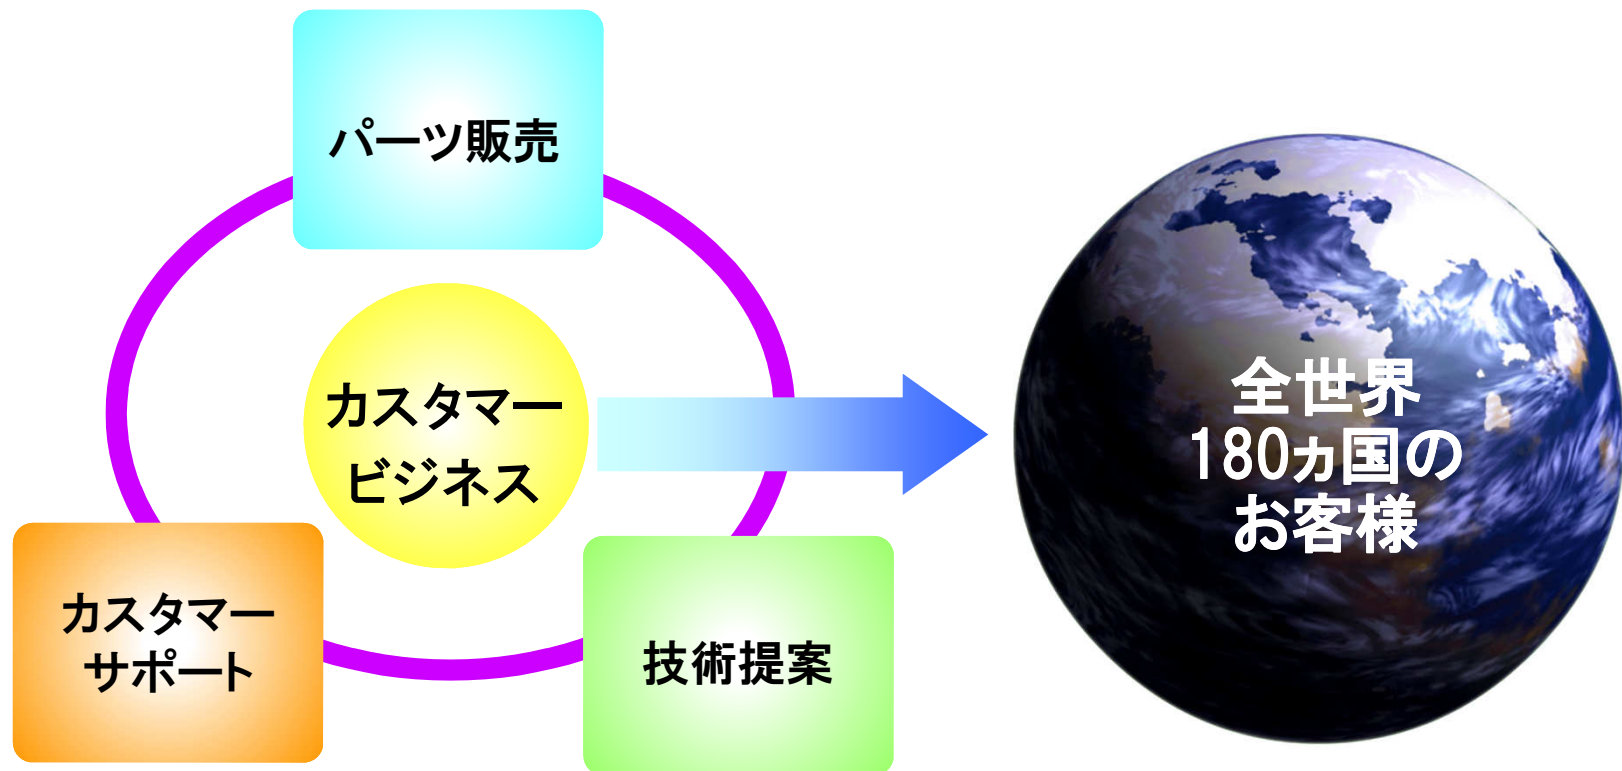 パーツ販売
カスタマー
ビジネス
カスタマー
サポート
技術提案
全世界
180ヵ国の
お客様